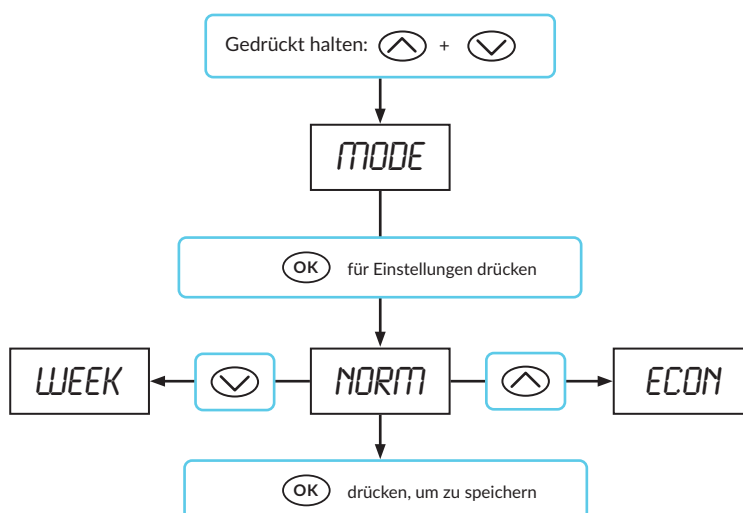 Gedrückt halten: +
MODE
OK für Einstellungen drücken
WEEK NORM ECON
OK drücken, um zu speichern